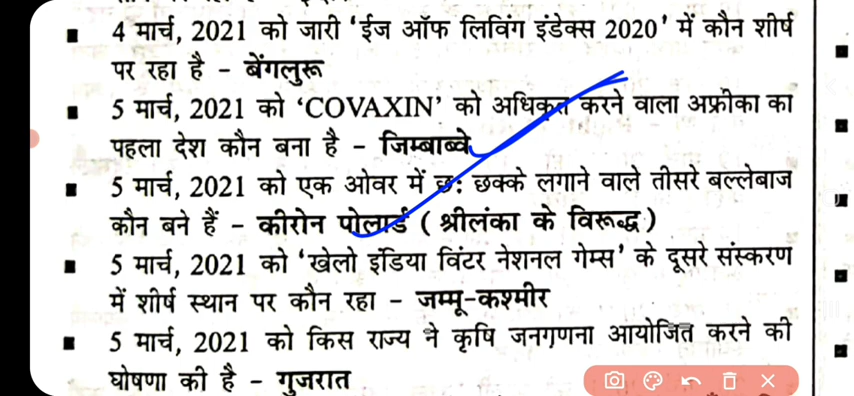 ▪ 4 मार्च, 2021 को जारी 'ईज ऑफ लिविंग इंडेक्स 2020' में कौन शीर्ष
पर रहा है – बेंगलुरू
▪ 5 मार्च, 2021 को 'COVAXIN' को अधिकृत करने वाला अफ्रीका का
पहला देश कौन बना है – जिम्बाब्वे
▪ 5 मार्च, 2021 को एक ओवर में छः छक्के लगाने वाले तीसरे बल्लेबाज
कौन बने हैं – कीरोन पोलार्ड ( श्रीलंका के विरूद्ध )
▪ 5 मार्च, 2021 को 'खेलो इंडिया विंटर नेशनल गेम्स' के दूसरे संस्करण
में शीर्ष स्थान पर कौन रहा – जम्मू-कश्मीर
▪ 5 मार्च, 2021 को किस राज्य ने कृषि जनगणना आयोजित करने की
घोषणा की है – गुजरात